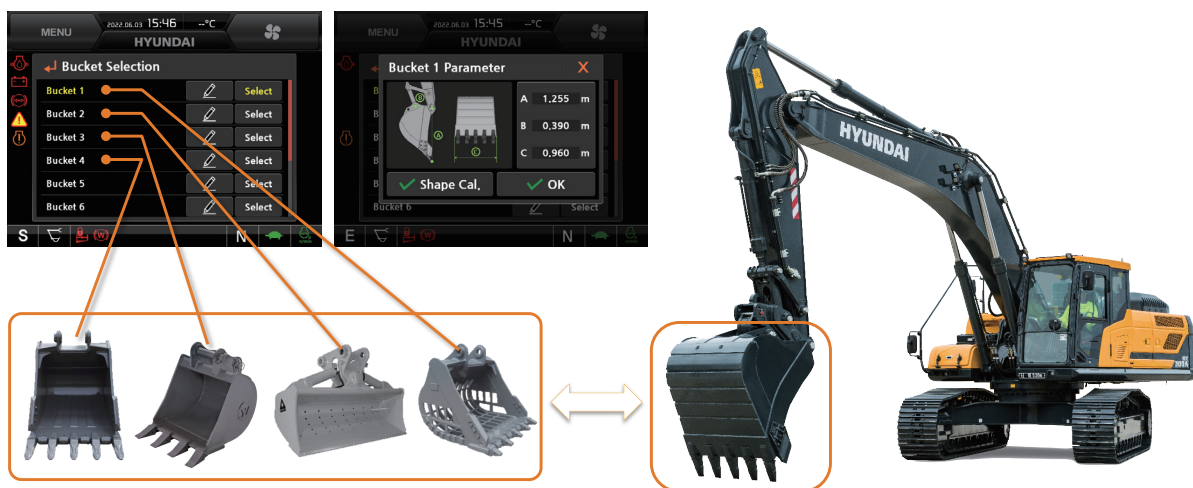 MENU
2022.06.03 15:46 --°C
HYUNDAI
Bucket Selection
Bucket 1 Select
Bucket 2 Select
Bucket 3 Select
Bucket 4 Select
Bucket 5 Select
Bucket 6 Select
S
(W)
N
MENU
2022.06.03 15:45 --°C
HYUNDAI
Bucket 1 Parameter X
B
A
C
A 1.255 m
B 0.390 m
C 0.960 m
Shape Cal. OK
Bucket 6 Select
E
(W)
N
HYUNDAI